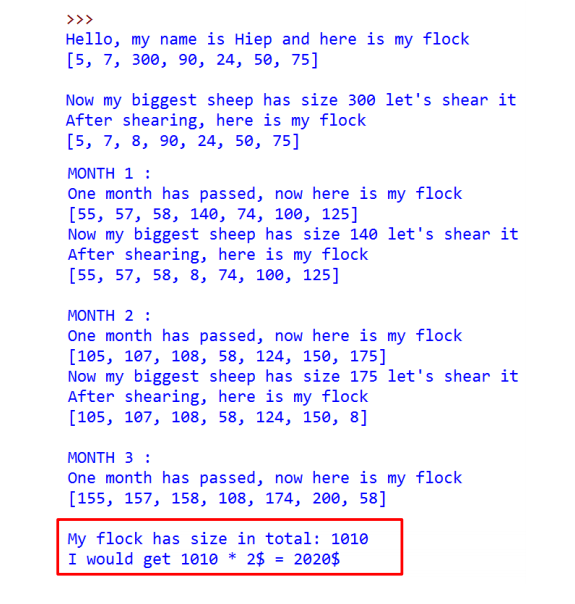 >>>
Hello, my name is Hiep and here is my flock
[5, 7, 300, 90, 24, 50, 75]
Now my biggest sheep has size 300 let's shear it
After shearing, here is my flock
[5, 7, 8, 90, 24, 50, 75]
MONTH 1 :
One month has passed, now here is my flock
[55, 57, 58, 140, 74, 100, 125]
Now my biggest sheep has size 140 let's shear it
After shearing, here is my flock
[55, 57, 58, 8, 74, 100, 125]
MONTH 2 :
One month has passed, now here is my flock
[105, 107, 108, 58, 124, 150, 175]
Now my biggest sheep has size 175 let's shear it
After shearing, here is my flock
[105, 107, 108, 58, 124, 150, 8]
MONTH 3 :
One month has passed, now here is my flock
[155, 157, 158, 108, 174, 200, 58]
My flock has size in total: 1010
I would get 1010 * 2$ = 2020$